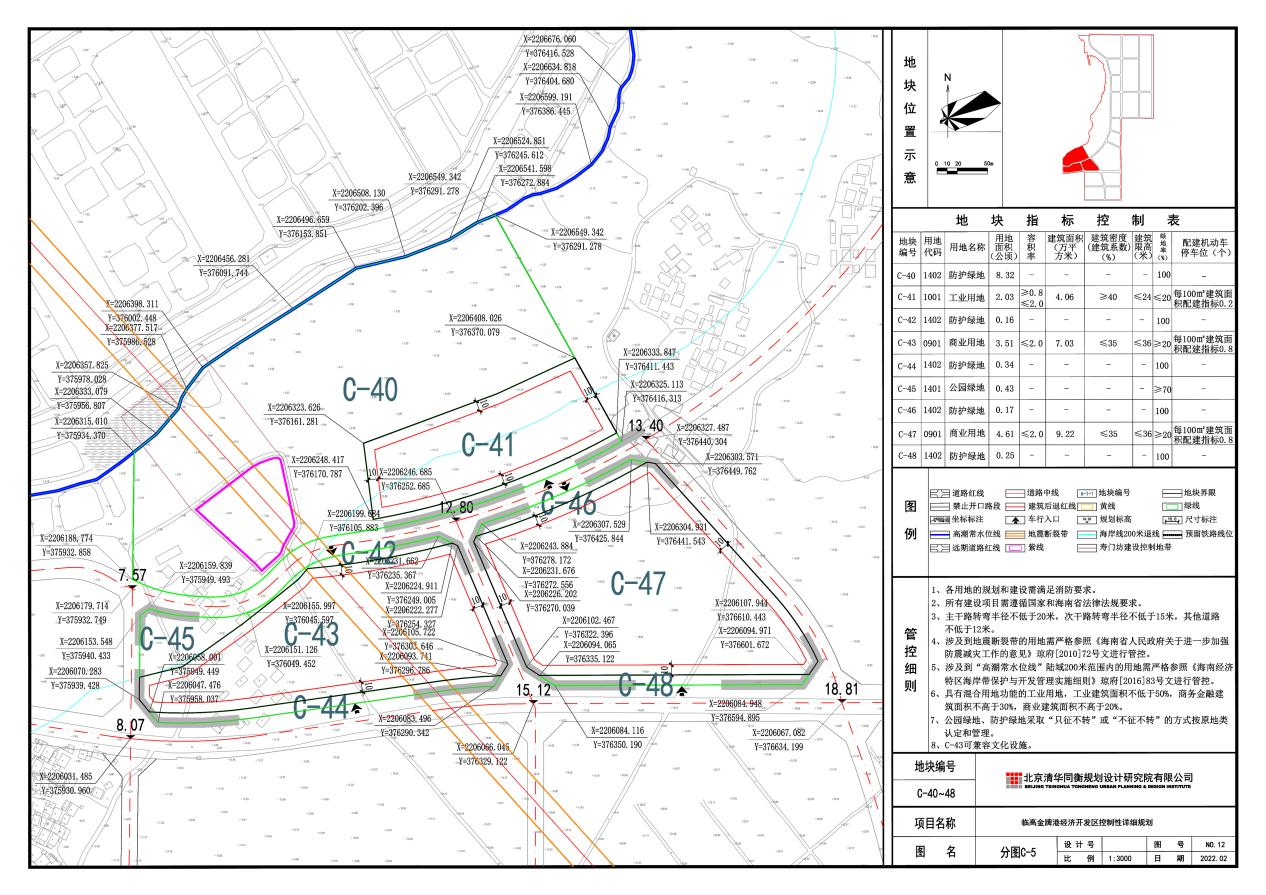 X=2206676.060
Y=376416.528
X=2206634.818
Y=376404.680
X=2206599.191
Y=376386.445
X=2206524.851
Y=376245.612
X=2206541.598
Y=376272.884
X=2206549.342
Y=376291.278
X=2206508.130
Y=376202.396
X=2206496.659
Y=376153.851
X=2206549.342
Y=376291.278
X=2206456.281
Y=376091.744
X=2206398.311
Y=376002.448
X=2206377.517
Y=375986.528
X=2206408.026
Y=376370.079
X=2206357.825
Y=375978.028
X=2206333.079
Y=375956.807
X=2206315.010
Y=375934.370
X=2206333.847
Y=376411.443
X=2206325.113
Y=376416.313
C-40
X=2206323.626
Y=376161.281
13.40
X=2206327.487
Y=376440.304
C-41
X=2206303.571
Y=376449.762
X=2206248.417
Y=376170.787
10
X=2206246.685
Y=376252.685
12.80
C-46
X=2206199.684
Y=376105.883
X=2206307.529
Y=376425.844
X=2206304.931
Y=376441.543
X=2206188.774
Y=375932.858
C-42
X=2206231.662
Y=376235.367
X=2206243.884
Y=376278.172
X=2206231.676
Y=376272.556
X=2206226.202
Y=376270.039
X=2206159.839
Y=375949.493
7.57
X=2206224.911
Y=376249.005
X=2206222.277
Y=376254.327
C-47
X=2206179.714
Y=375932.749
X=2206155.997
Y=376045.597
X=2206107.944
Y=376610.443
X=2206102.467
Y=376322.396
X=2206094.065
Y=376335.122
X=2206094.971
Y=376601.672
X=2206105.722
Y=376303.646
X=2206093.741
Y=376296.786
C-43
X=2206151.126
Y=376049.452
C-45
X=2206153.548
Y=375940.433
X=2206058.001
Y=375949.449
X=2206070.283
Y=375939.428
X=2206047.476
Y=375958.037
C-48
C-44
15.12
18.81
8.07
X=2206084.948
Y=376594.895
X=2206083.496
Y=376290.342
X=2206084.116
Y=376350.190
X=2206067.082
Y=376634.199
X=2206066.045
Y=376329.122
X=2206031.485
Y=375930.960
地块位置示意
N
0 10 20 50m
地 块 指 标 控 制 表
地块编号 用地代码 用地名称 用地面积(公顷) 容积率 建筑面积(万平方米) 建筑密度(建筑系数)(%) 建筑限高(米) 绿地率(%) 配建机动车停车位(个)
C-40 1402 防护绿地 8.32 - - - - 100 -
C-41 1001 工业用地 2.03 ≥0.8 ≤2.0 4.06 ≥40 ≤24 ≤20 每100㎡建筑面积配建指标0.2
C-42 1402 防护绿地 0.16 - - - - 100 -
C-43 0901 商业用地 3.51 ≤2.0 7.03 ≤35 ≤36 ≥20 每100㎡建筑面积配建指标0.8
C-44 1402 防护绿地 0.34 - - - - 100 -
C-45 1401 公园绿地 0.43 - - - - ≥70 -
C-46 1402 防护绿地 0.17 - - - - 100 -
C-47 0901 商业用地 4.61 ≤2.0 9.22 ≤35 ≤36 ≥20 每100㎡建筑面积配建指标0.8
C-48 1402 防护绿地 0.25 - - - - 100 -
图例
道路红线 道路中线 A-1-1 地块编号 地块界限
禁止开口路段 建筑后退红线 黄线 绿线
坐标标注 车行入口 规划标高 尺寸标注
高潮常水位线 地震断裂带 海岸线200米退线 预留铁路线位
远期道路红线 紫线 寿门坊建设控制地带
管控细则
1、各用地的规划和建设需满足消防要求。
2、所有建设项目需遵循国家和海南省法律法规要求。
3、主干路转弯半径不低于20米，次干路转弯半径不低于15米，其他道路
不低于12米。
4、涉及到地震断裂带的用地需严格参照《海南省人民政府关于进一步加强
防震减灾工作的意见》琼府[2010]72号文进行管控。
5、涉及到“高潮常水位线”陆域200米范围内的用地需严格参照《海南经济
特区海岸带保护与开发管理实施细则》琼府[2016]83号文进行管控。
6、具有混合用地功能的工业用地，工业建筑面积不低于50%，商务金融建
筑面积不高于30%，商业建筑面积不高于20%。
7、公园绿地、防护绿地采取“只征不转”或“不征不转”的方式按原地类
认定和管理。
8、C-43可兼容文化设施。
地块编号
C-40~48
北京清华同衡规划设计研究院有限公司
BEIJING TSINGHUA TONGHENG URBAN PLANNING & DESIGN INSTITUTE
项目名称 临高金牌港经济开发区控制性详细规划
图 名 分图C-5
设计号 图 号 NO.12
比 例 1:3000 日 期 2022.02